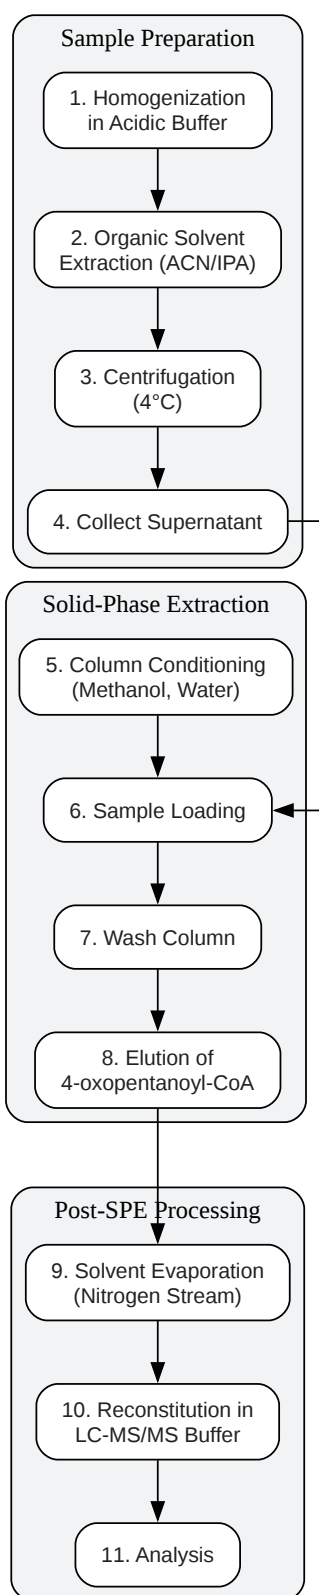 Sample Preparation
1. Homogenization
in Acidic Buffer
2. Organic Solvent
Extraction (ACN/IPA)
3. Centrifugation
(4°C)
4. Collect Supernatant
Solid-Phase Extraction
5. Column Conditioning
(Methanol, Water)
6. Sample Loading
7. Wash Column
8. Elution of
4-oxopentanoyl-CoA
Post-SPE Processing
9. Solvent Evaporation
(Nitrogen Stream)
10. Reconstitution in
LC-MS/MS Buffer
11. Analysis